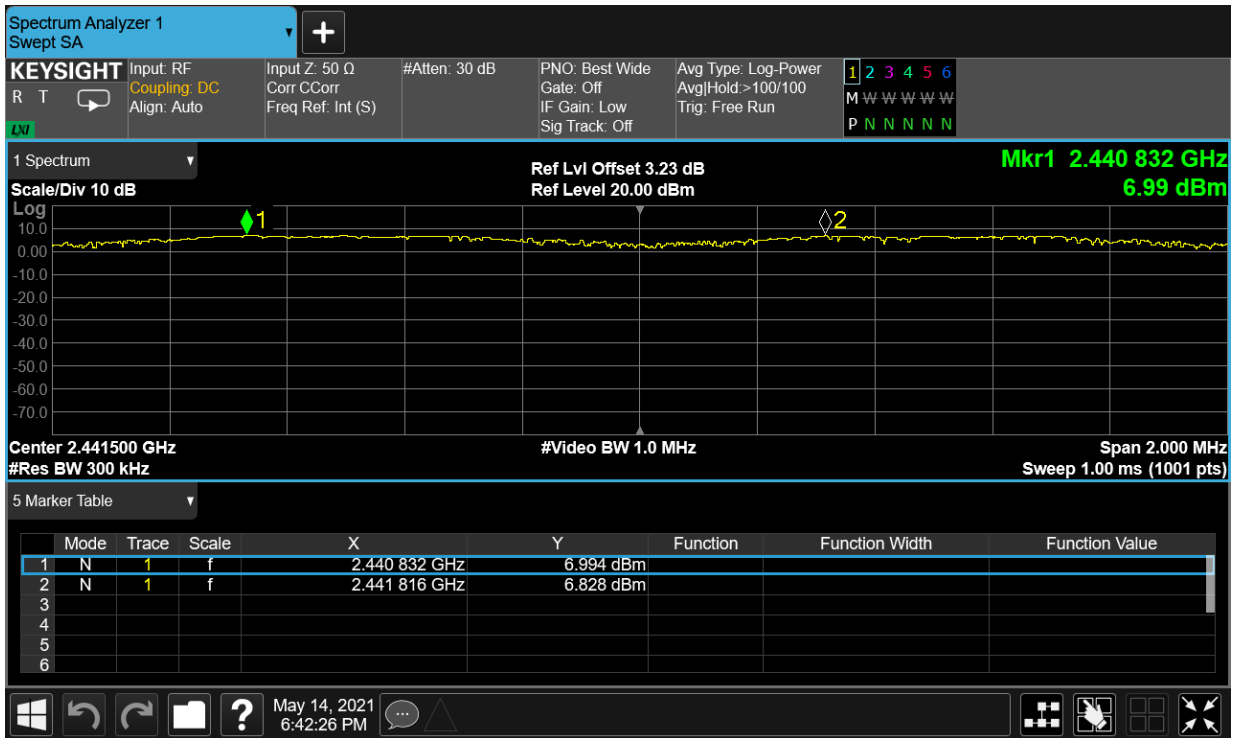 Spectrum Analyzer 1
Swept SA
+
KEYSIGHT
R T
LXI
Input: RF
Coupling: DC
Align: Auto
Input Z: 50 Ω
Corr CCorr
Freq Ref: Int (S)
#Atten: 30 dB
PNO: Best Wide
Gate: Off
IF Gain: Low
Sig Track: Off
Avg Type: Log-Power
Avg|Hold:>100/100
Trig: Free Run
1 2 3 4 5 6
M W W W W W
P N N N N N
1 Spectrum
Scale/Div 10 dB
Ref Lvl Offset 3.23 dB
Ref Level 20.00 dBm
Mkr1 2.440 832 GHz
6.99 dBm
Log
1
2
10.0
0.00
-10.0
-20.0
-30.0
-40.0
-50.0
-60.0
-70.0
Center 2.441500 GHz
#Res BW 300 kHz
#Video BW 1.0 MHz
Span 2.000 MHz
Sweep 1.00 ms (1001 pts)
5 Marker Table
Mode Trace Scale X Y Function Function Width Function Value
1 N 1 f 2.440 832 GHz 6.994 dBm
2 N 1 f 2.441 816 GHz 6.828 dBm
3
4
5
6
?
May 14, 2021
6:42:26 PM